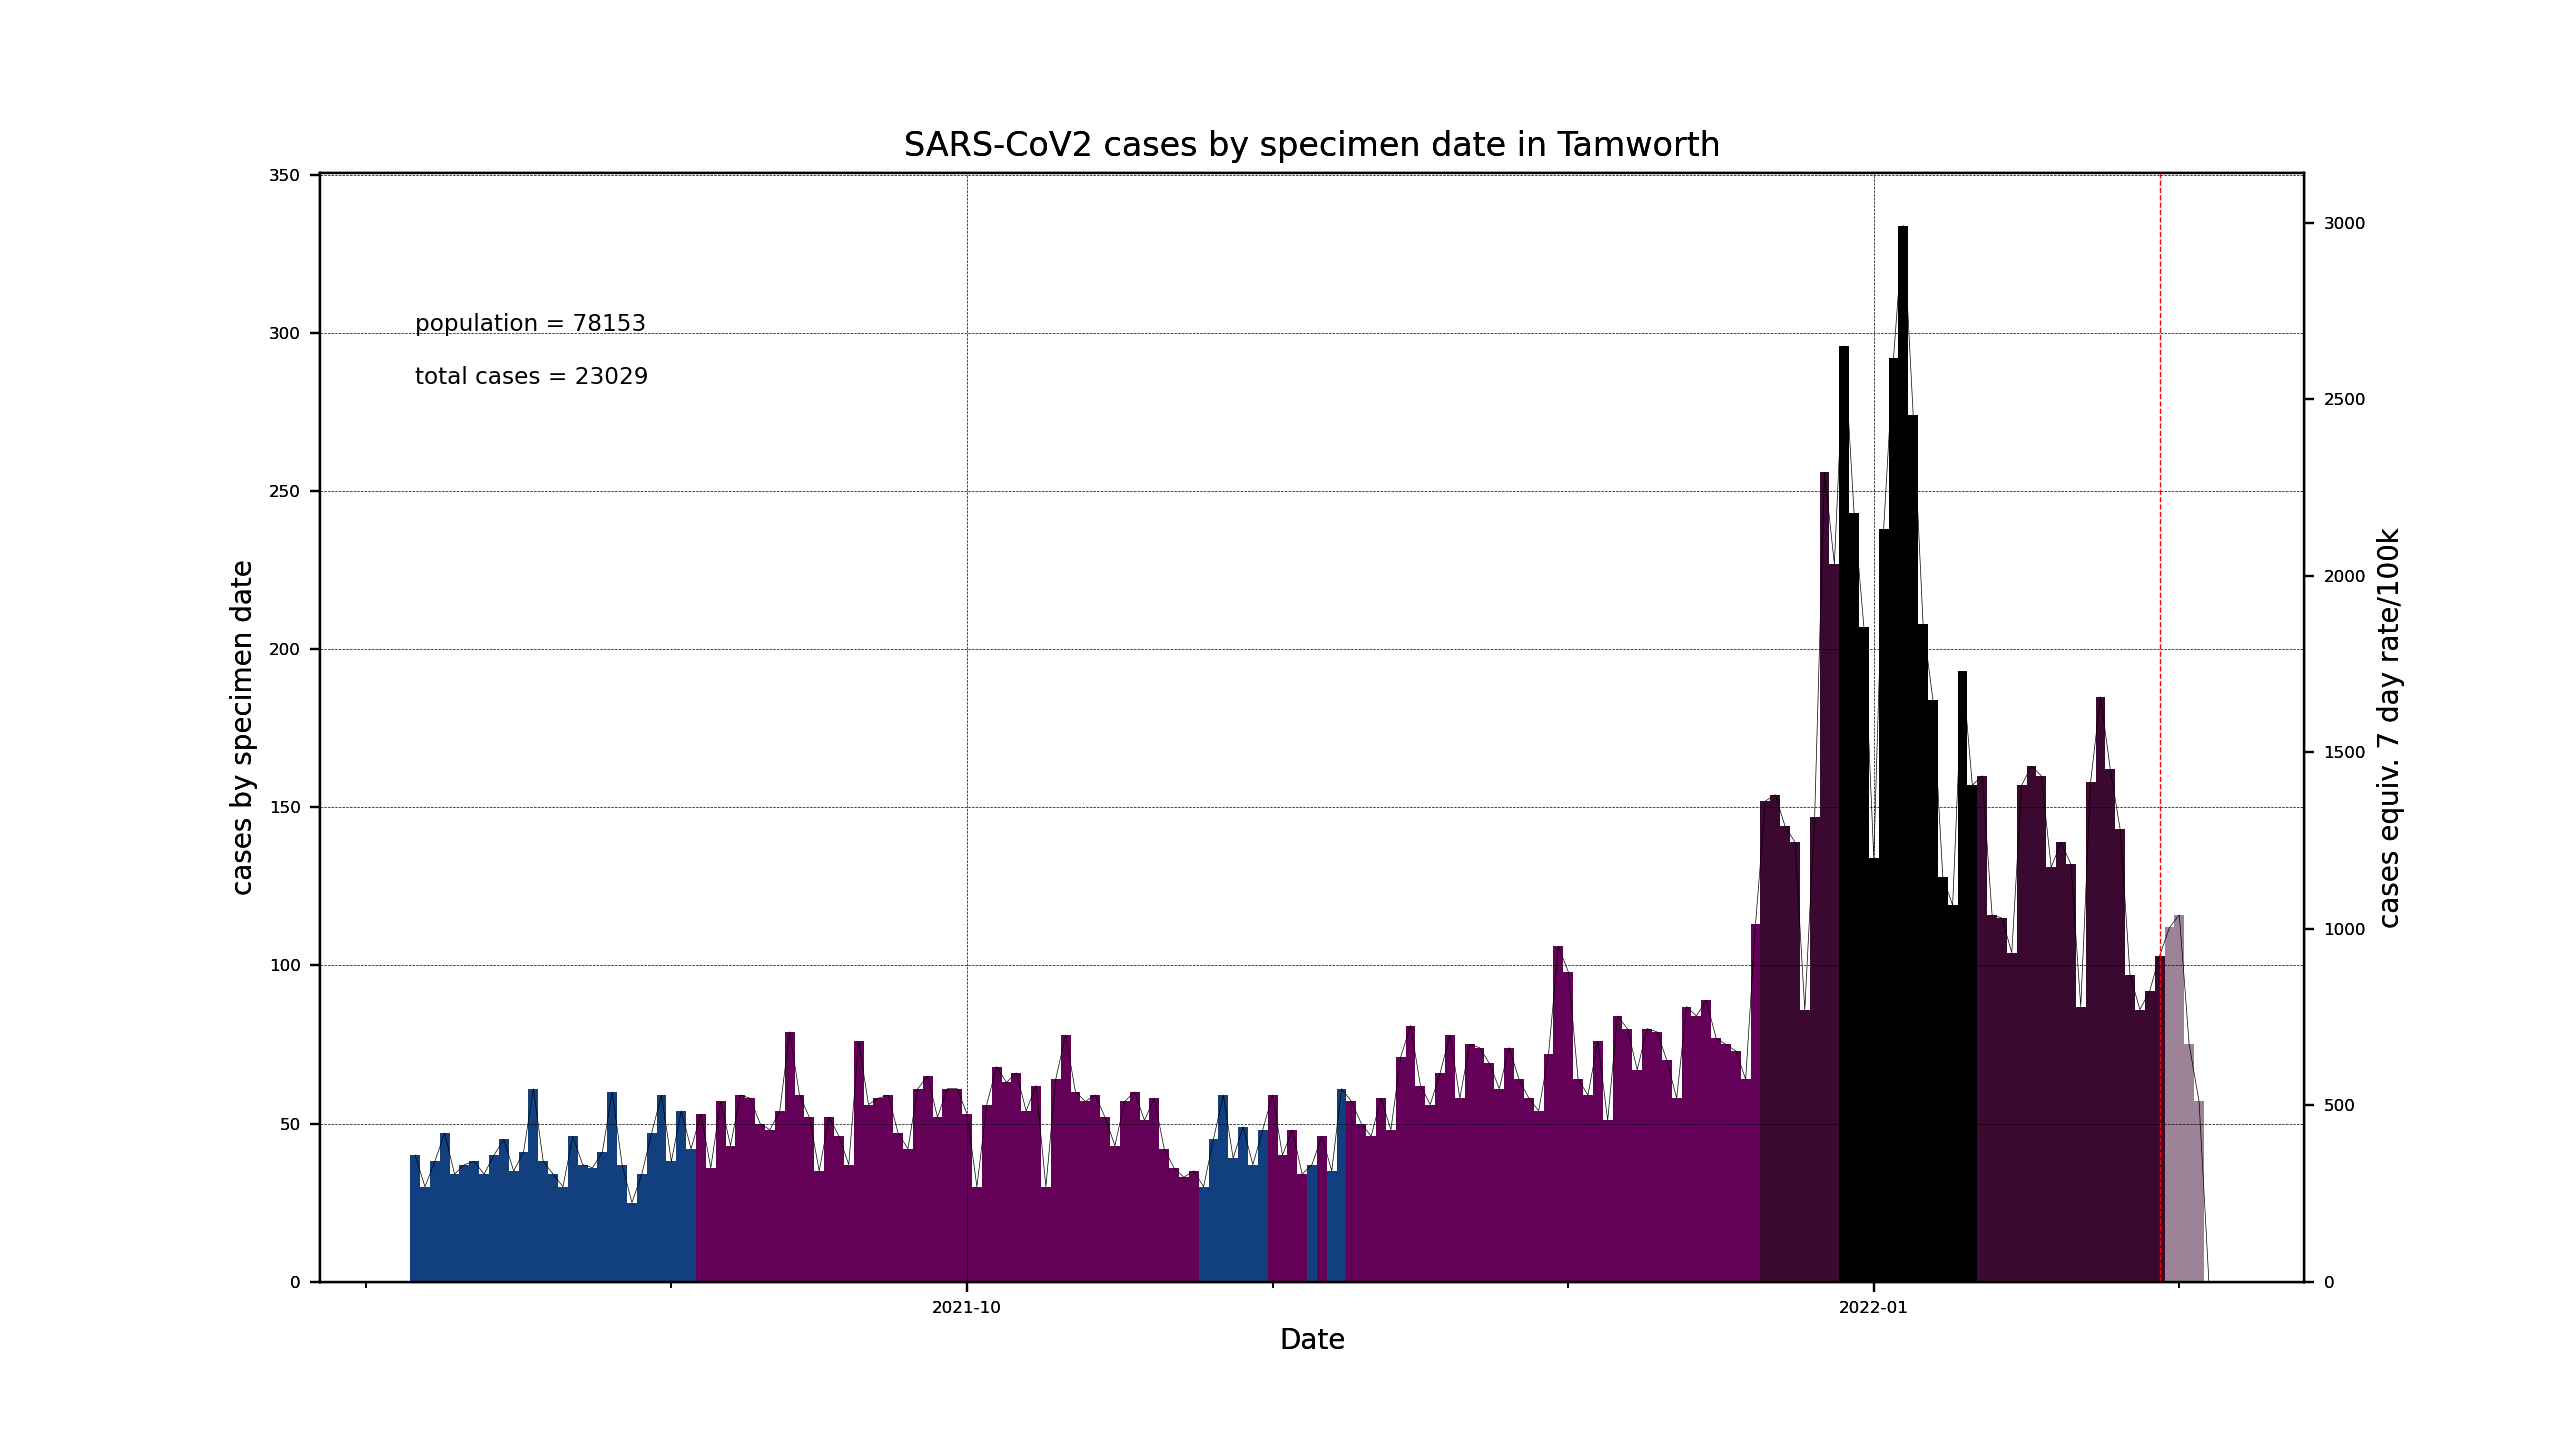 SARS-CoV2 cases by specimen date in Tamworth
350
300
250
200
150
100
50
0
cases by specimen date
population = 78153
total cases = 23029
3000
2500
2000
1500
1000
500
0
cases equiv. 7 day rate/100k
2021-10
2022-01
Date